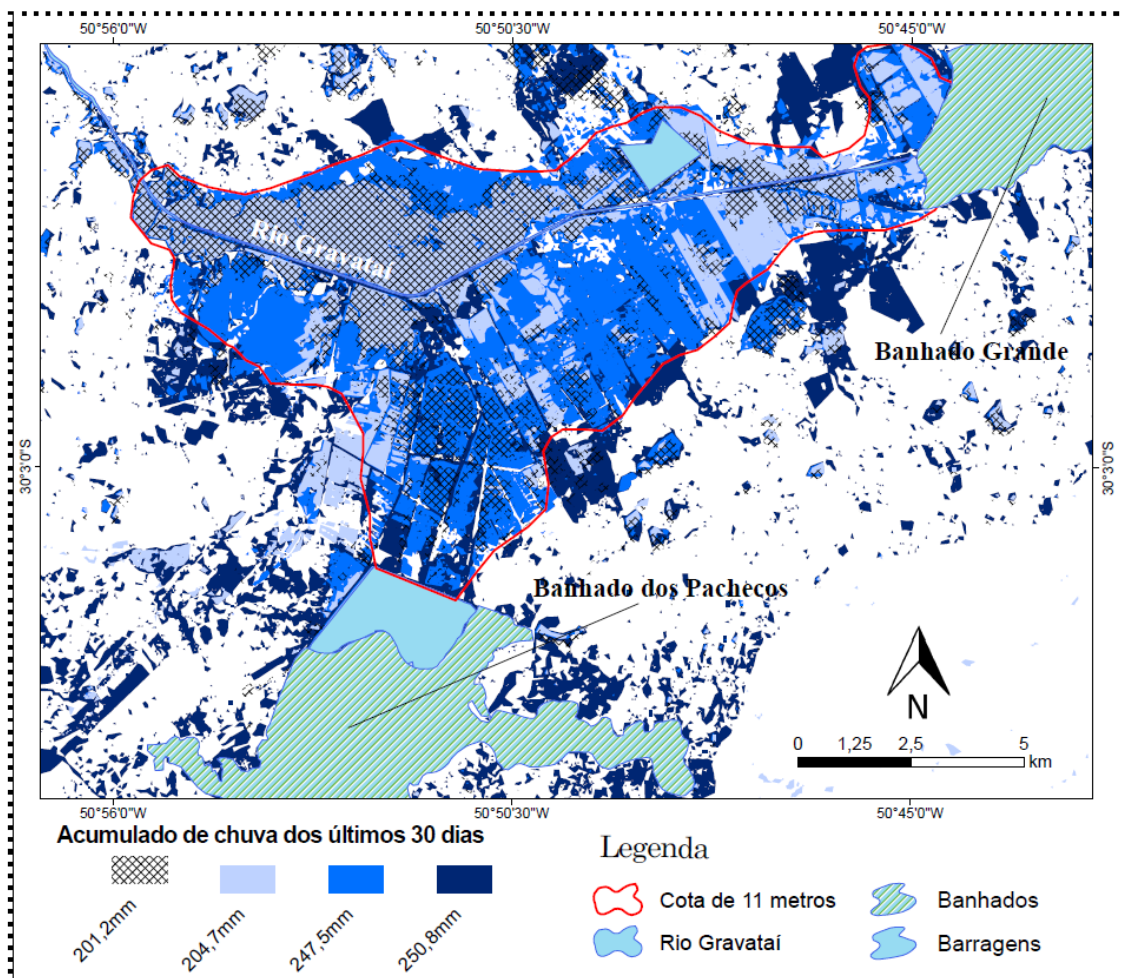 50°56'0"W 50°50'30"W 50°45'0"W
Rio Gravataí
Banhado Grande
30°3'0"S 30°3'0"S
Banhado dos Pachecos
N
0 1,25 2,5 5
km
50°56'0"W 50°50'30"W 50°45'0"W
Acumulado de chuva dos últimos 30 dias
201,2mm 204,7mm 247,5mm 250,8mm
Legenda
Cota de 11 metros Banhados
Rio Gravataí Barragens